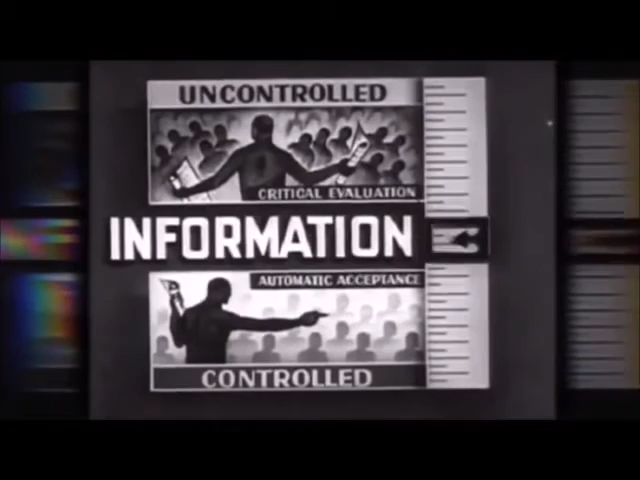 UNCONTROLLED
CRITICAL EVALUATION
INFORMATION
AUTOMATIC ACCEPTANCE
CONTROLLED